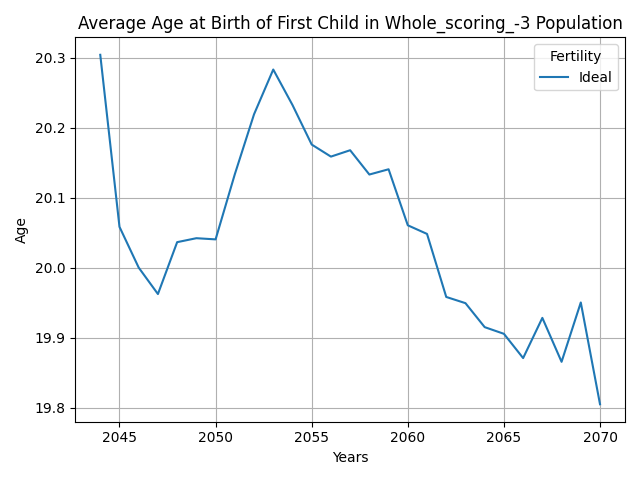 Average Age at Birth of First Child in Whole_scoring_-3 Population
Fertility
Ideal
Age
20.3
20.2
20.1
20.0
19.9
19.8
2045
2050
2055
2060
2065
2070
Years